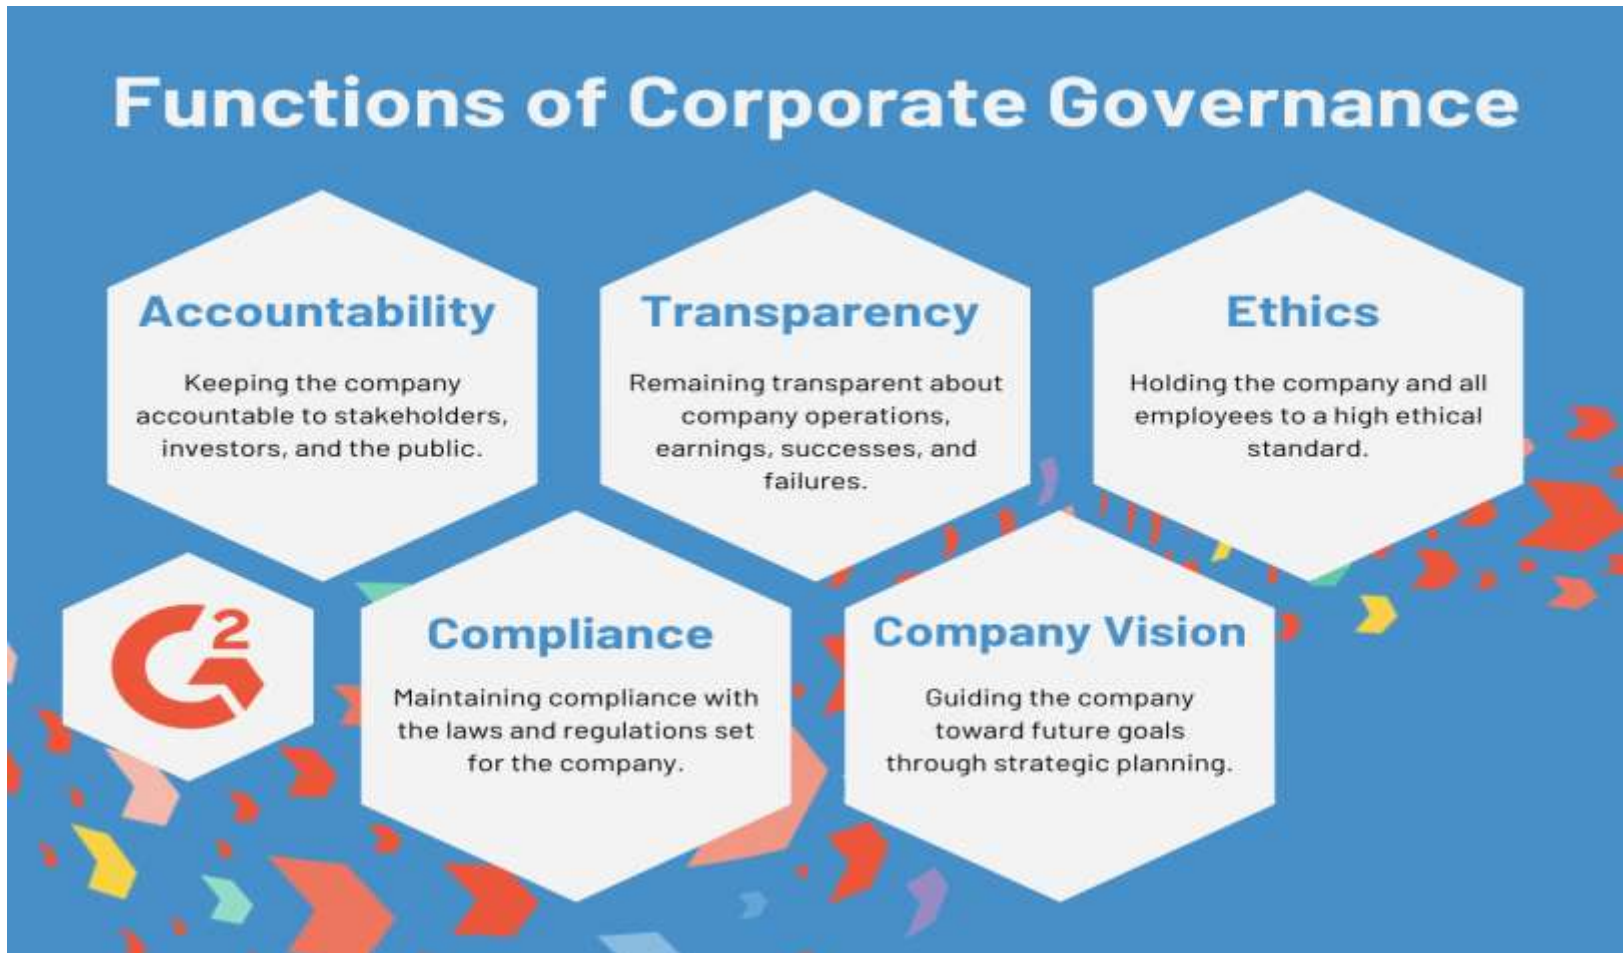 Functions of Corporate Governance
Accountability
Keeping the company
accountable to stakeholders,
investors, and the public.
Transparency
Remaining transparent about
company operations,
earnings, successes, and
failures.
Ethics
Holding the company and all
employees to a high ethical
standard.
G2
Compliance
Maintaining compliance with
the laws and regulations set
for the company.
Company Vision
Guiding the company
toward future goals
through strategic planning.